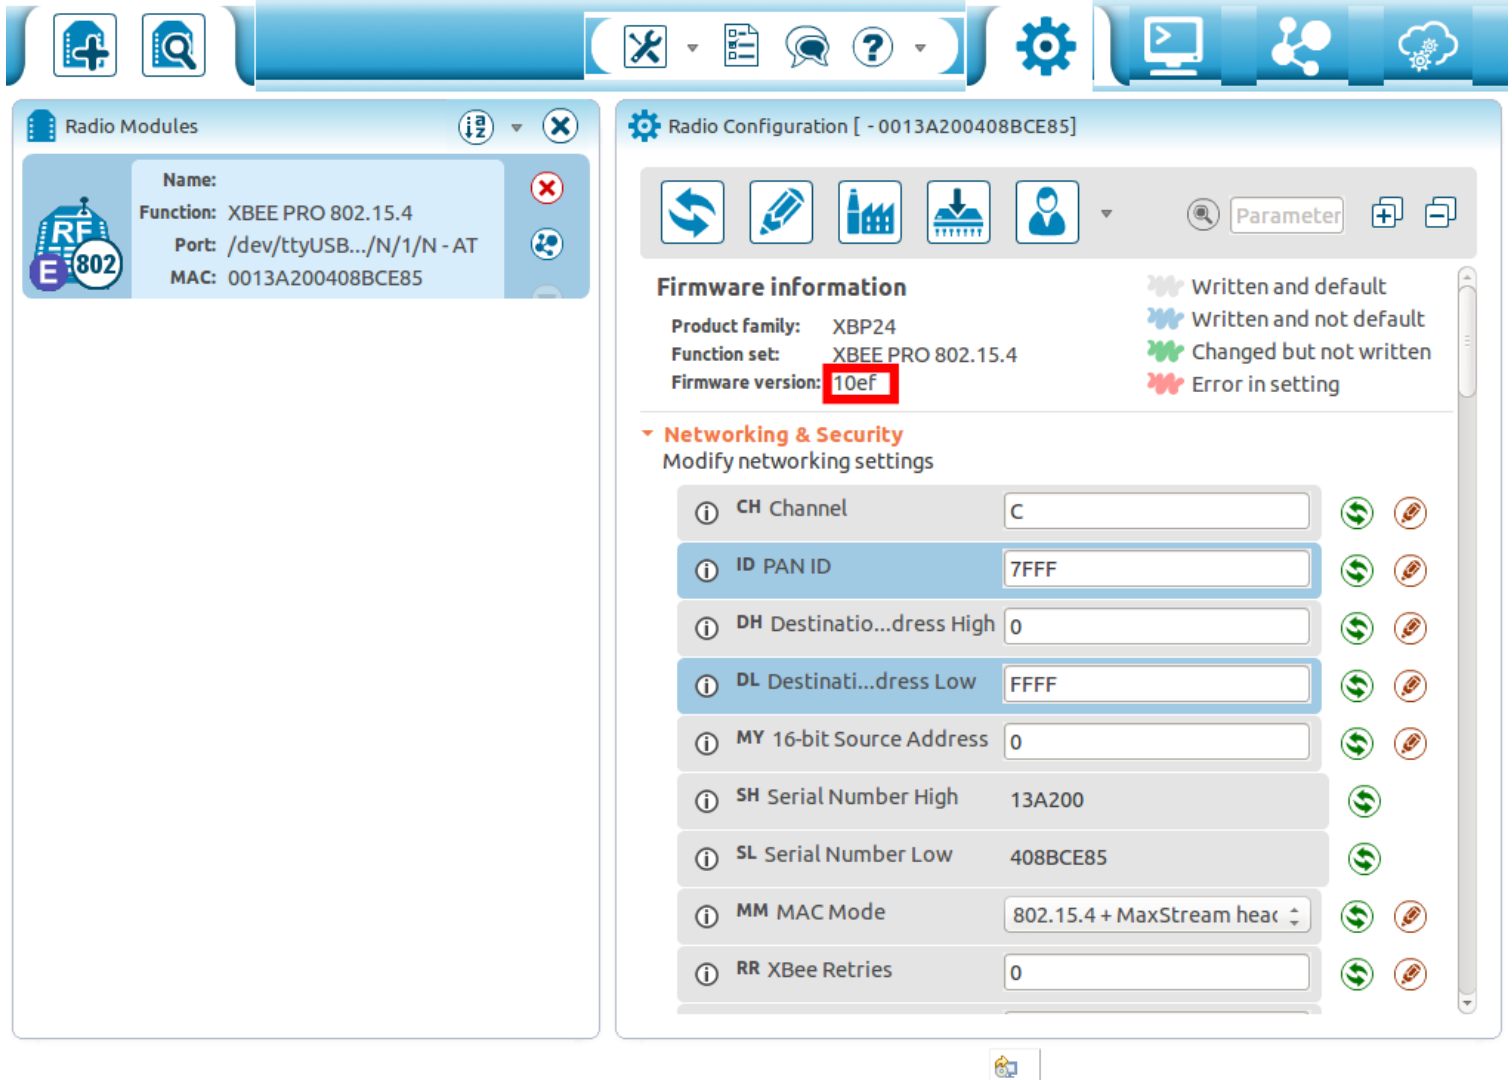 Radio Modules
Name:
Function: XBEE PRO 802.15.4
Port: /dev/ttyUSB.../N/1/N - AT
MAC: 0013A200408BCE85
RF
E
802
Radio Configuration [ - 0013A200408BCE85]
Parameter
Firmware information
Product family: XBP24
Function set: XBEE PRO 802.15.4
Firmware version: 10ef
Written and default
Written and not default
Changed but not written
Error in setting
Networking & Security
Modify networking settings
CH Channel C
ID PAN ID 7FFF
DH Destinatio...dress High 0
DL Destinati...dress Low FFFF
MY 16-bit Source Address 0
SH Serial Number High 13A200
SL Serial Number Low 408BCE85
MM MAC Mode 802.15.4 + MaxStream head
RR XBee Retries 0